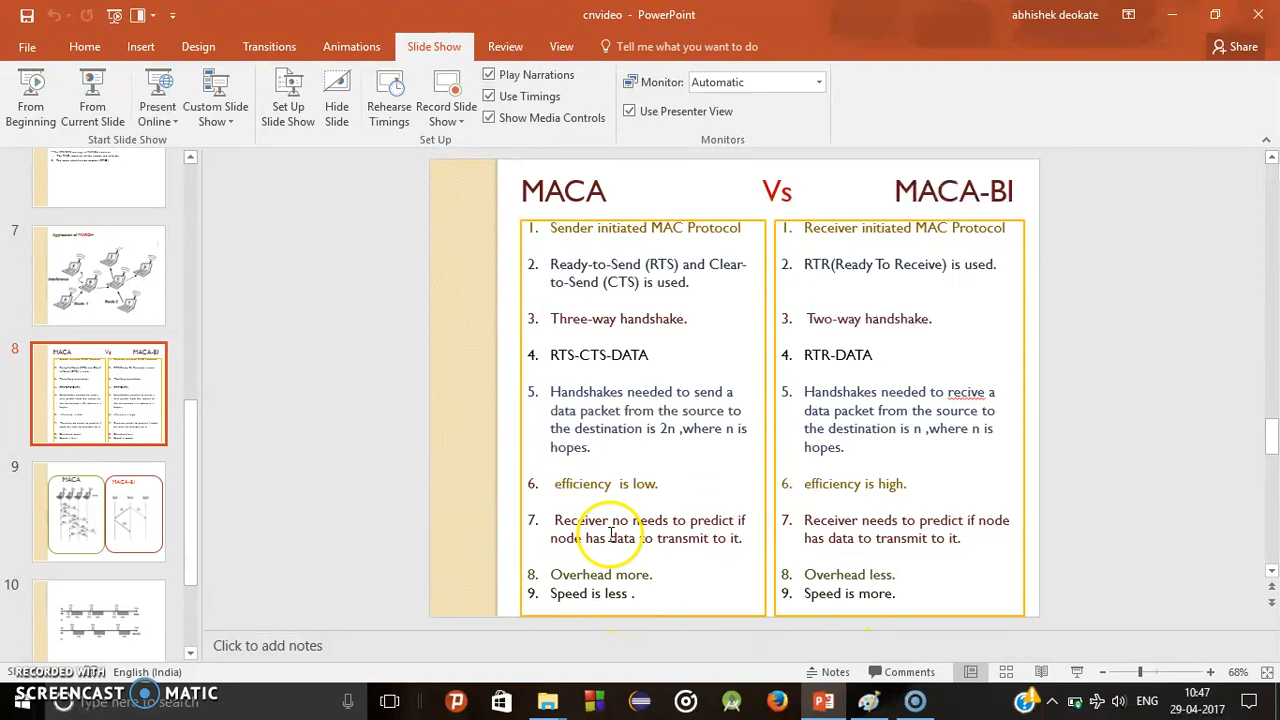 cnvideo - PowerPoint
abhishek deokate
File Home Insert Design Transitions Animations Slide Show Review View Tell me what you want to do Share
From Beginning
From Current Slide
Present Online
Custom Slide Show
Set Up Slide Show
Hide Slide
Rehearse Timings
Record Slide Show
Play Narrations
Use Timings
Show Media Controls
Monitor: Automatic
Use Presenter View
Start Slide Show
Set Up
Monitors
7
8
MACA Vs MACA-BI
9
MACA
MACA-BI
10
MACA Vs MACA-BI
1. Sender initiated MAC Protocol
2. Ready-to-Send (RTS) and Clear-
to-Send (CTS) is used.
3. Three-way handshake.
4. RTS-CTS-DATA
5. Handshakes needed to send a
data packet from the source to
the destination is 2n ,where n is
hopes.
6. efficiency is low.
7. Receiver no needs to predict if
node has data to transmit to it.
8. Overhead more.
9. Speed is less .
1. Receiver initiated MAC Protocol
2. RTR(Ready To Receive) is used.
3. Two-way handshake.
4. RTR-DATA
5. Handshakes needed to recive a
data packet from the source to
the destination is n ,where n is
hopes.
6. efficiency is high.
7. Receiver needs to predict if node
has data to transmit to it.
8. Overhead less.
9. Speed is more.
Click to add notes
English (India)
Notes
Comments
68%
RECORDED WITH
SCREENCAST MATIC
ENG
10:47
29-04-2017